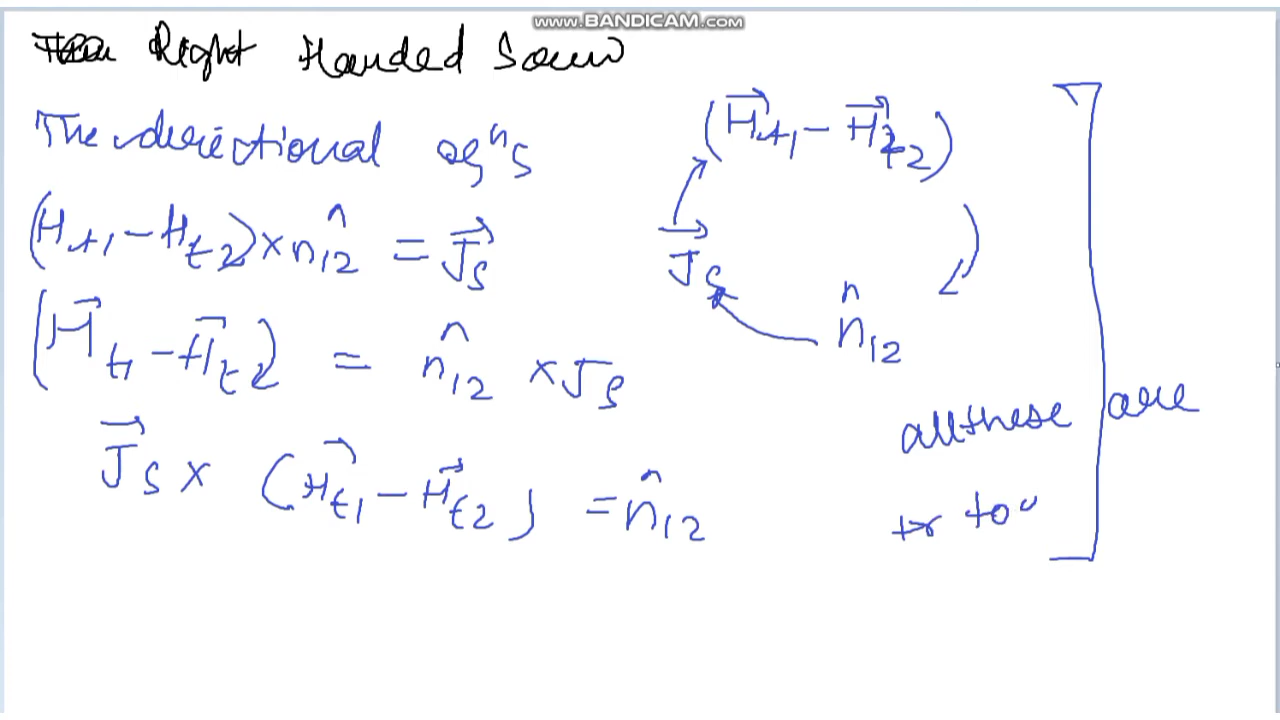 www.BANDICAM.com
Right Handed Screw
The directional eqⁿs
(Ht1 - Ht2) × n̂12 = J⃗s
(H⃗t1 - H⃗t2) = n̂12 × Js
J⃗s × (H⃗t1 - H⃗t2) = n̂12
(H⃗t1 - H⃗t2)
J⃗s
n̂12
all these are
to